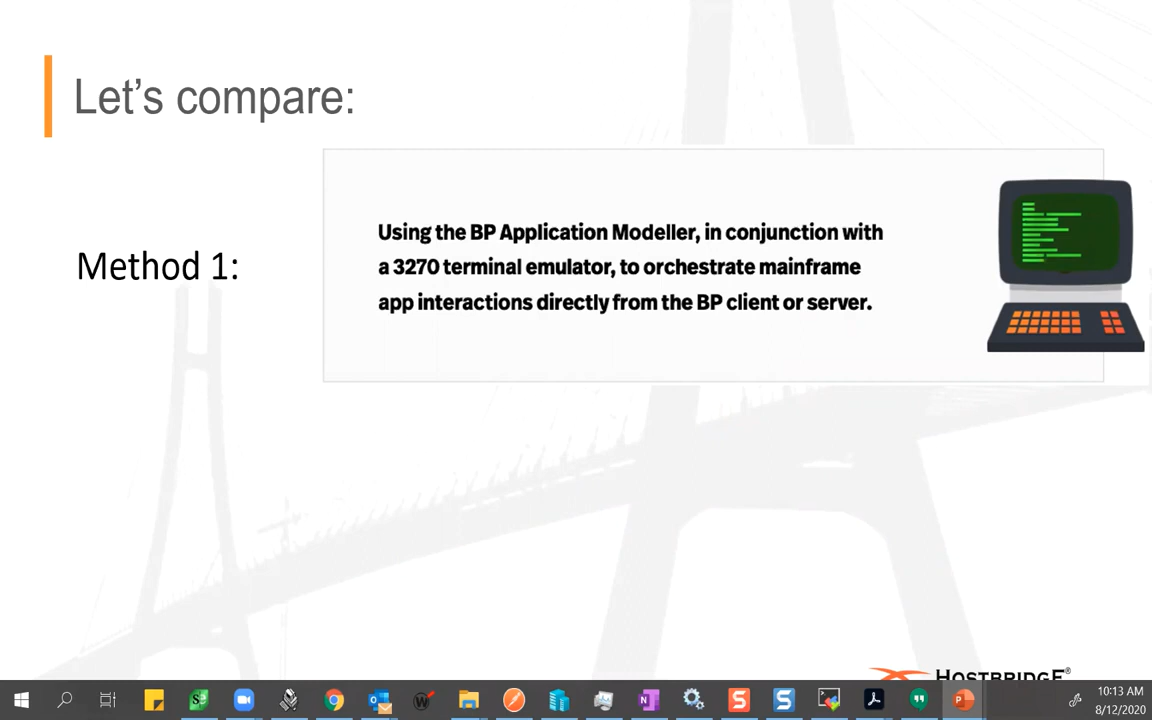 Let's compare:
Method 1:
Using the BP Application Modeller, in conjunction with
a 3270 terminal emulator, to orchestrate mainframe
app interactions directly from the BP client or server.
HOSTBRIDGE®
10:13 AM
8/12/2020